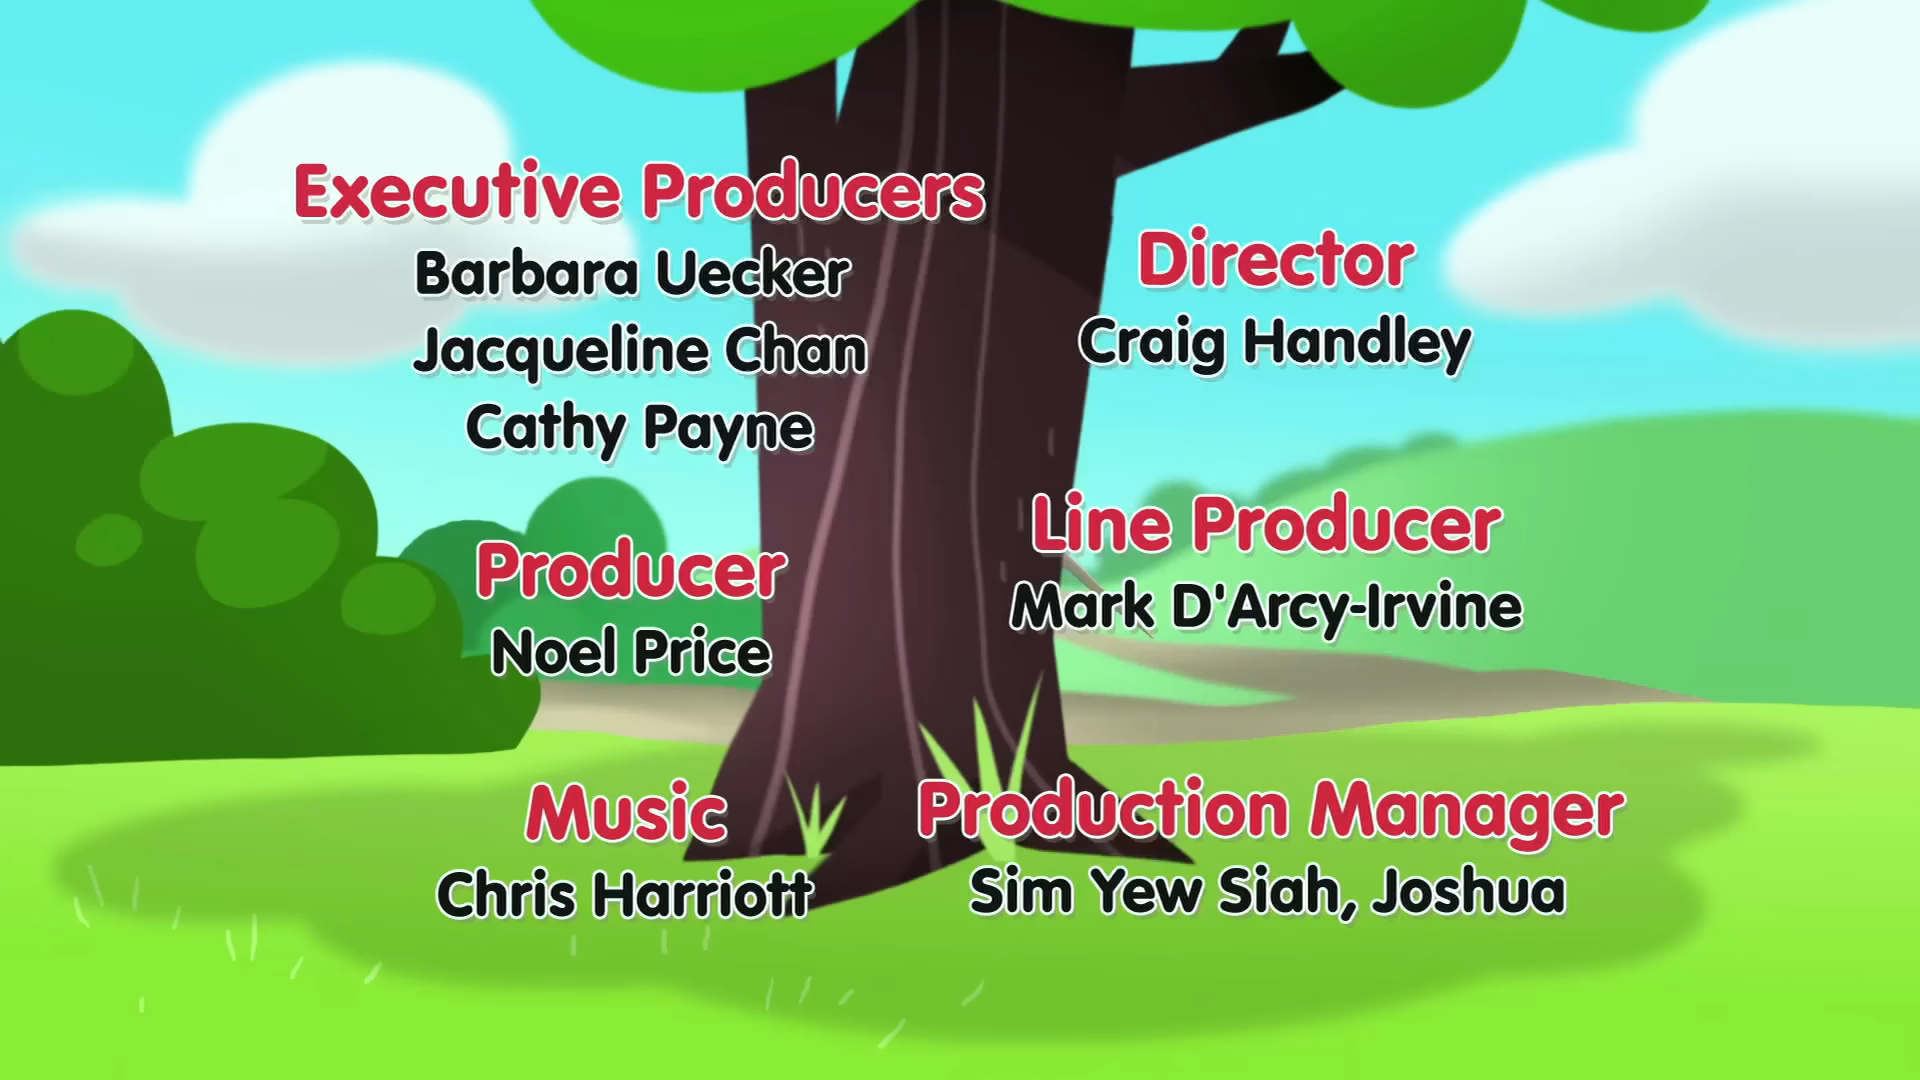 Executive Producers
Barbara Uecker
Jacqueline Chan
Cathy Payne
Producer
Noel Price
Music
Chris Harriott
Director
Craig Handley
Line Producer
Mark D'Arcy-Irvine
Production Manager
Sim Yew Siah, Joshua